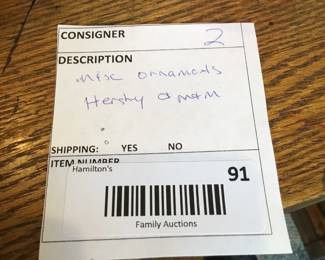 CONSIGNER 2
DESCRIPTION
Misc ornaments
Hershy & M&M
SHIPPING: YES NO
ITEM NUMBER
Hamilton's 91
Family Auctions